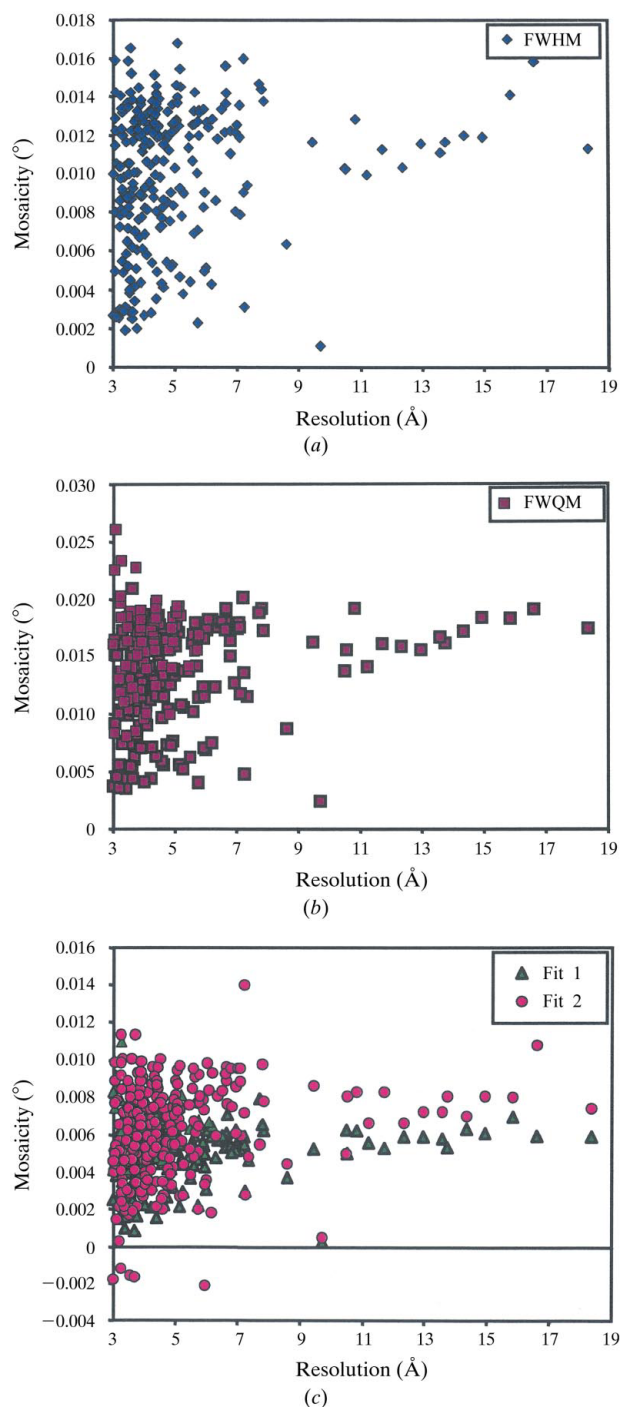 0.018
0.016
0.014
0.012
0.010
0.008
0.006
0.004
0.002
0
Mosaicity (°)
FWHM
3 5 7 9 11 13 15 17 19
Resolution (Å)
(a)
0.030
0.025
0.020
0.015
0.010
0.005
0
Mosaicity (°)
FWQM
3 5 7 9 11 13 15 17 19
Resolution (Å)
(b)
0.016
0.014
0.012
0.010
0.008
0.006
0.004
0.002
0
−0.002
−0.004
Mosaicity (°)
Fit 1
Fit 2
3 5 7 9 11 13 15 17 19
Resolution (Å)
(c)